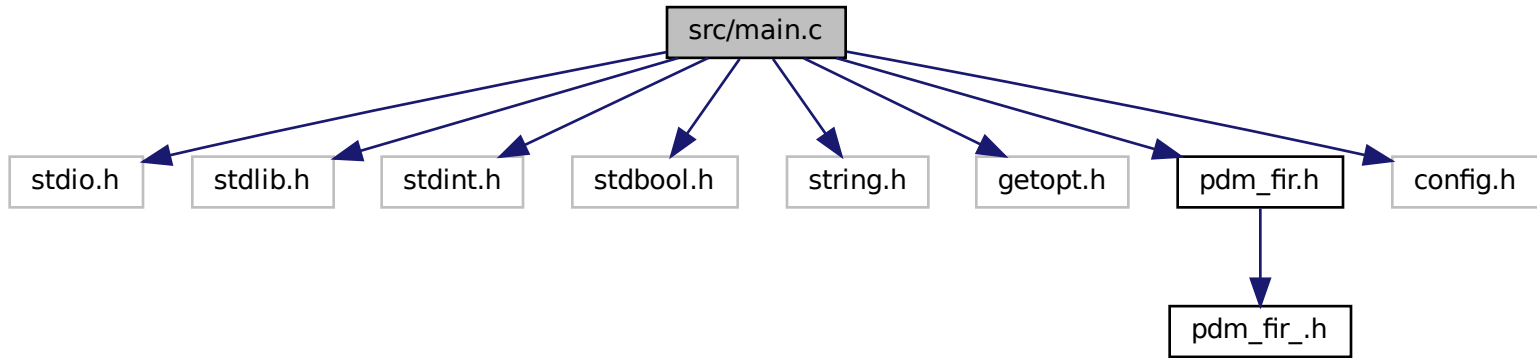 src/main.c
stdio.h
stdlib.h
stdint.h
stdbool.h
string.h
getopt.h
pdm_fir.h
config.h
pdm_fir_.h